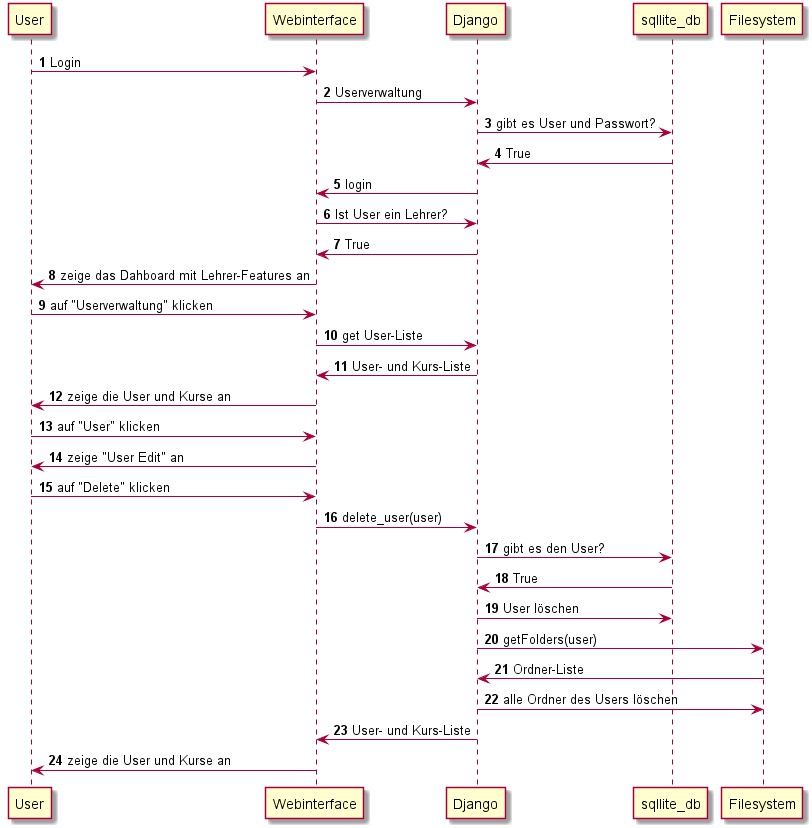 User Webinterface Django sqllite_db Filesystem
1 Login
2 Userverwaltung
3 gibt es User und Passwort?
4 True
5 login
6 Ist User ein Lehrer?
7 True
8 zeige das Dahboard mit Lehrer-Features an
9 auf "Userverwaltung" klicken
10 get User-Liste
11 User- und Kurs-Liste
12 zeige die User und Kurse an
13 auf "User" klicken
14 zeige "User Edit" an
15 auf "Delete" klicken
16 delete_user(user)
17 gibt es den User?
18 True
19 User löschen
20 getFolders(user)
21 Ordner-Liste
22 alle Ordner des Users löschen
23 User- und Kurs-Liste
24 zeige die User und Kurse an
User Webinterface Django sqllite_db Filesystem